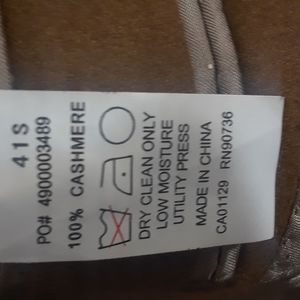 41S
PO# 4900003489
100% CASHMERE
DRY CLEAN ONLY
LOW MOISTURE
UTILITY PRESS
MADE IN CHINA
CA01129 RN90736